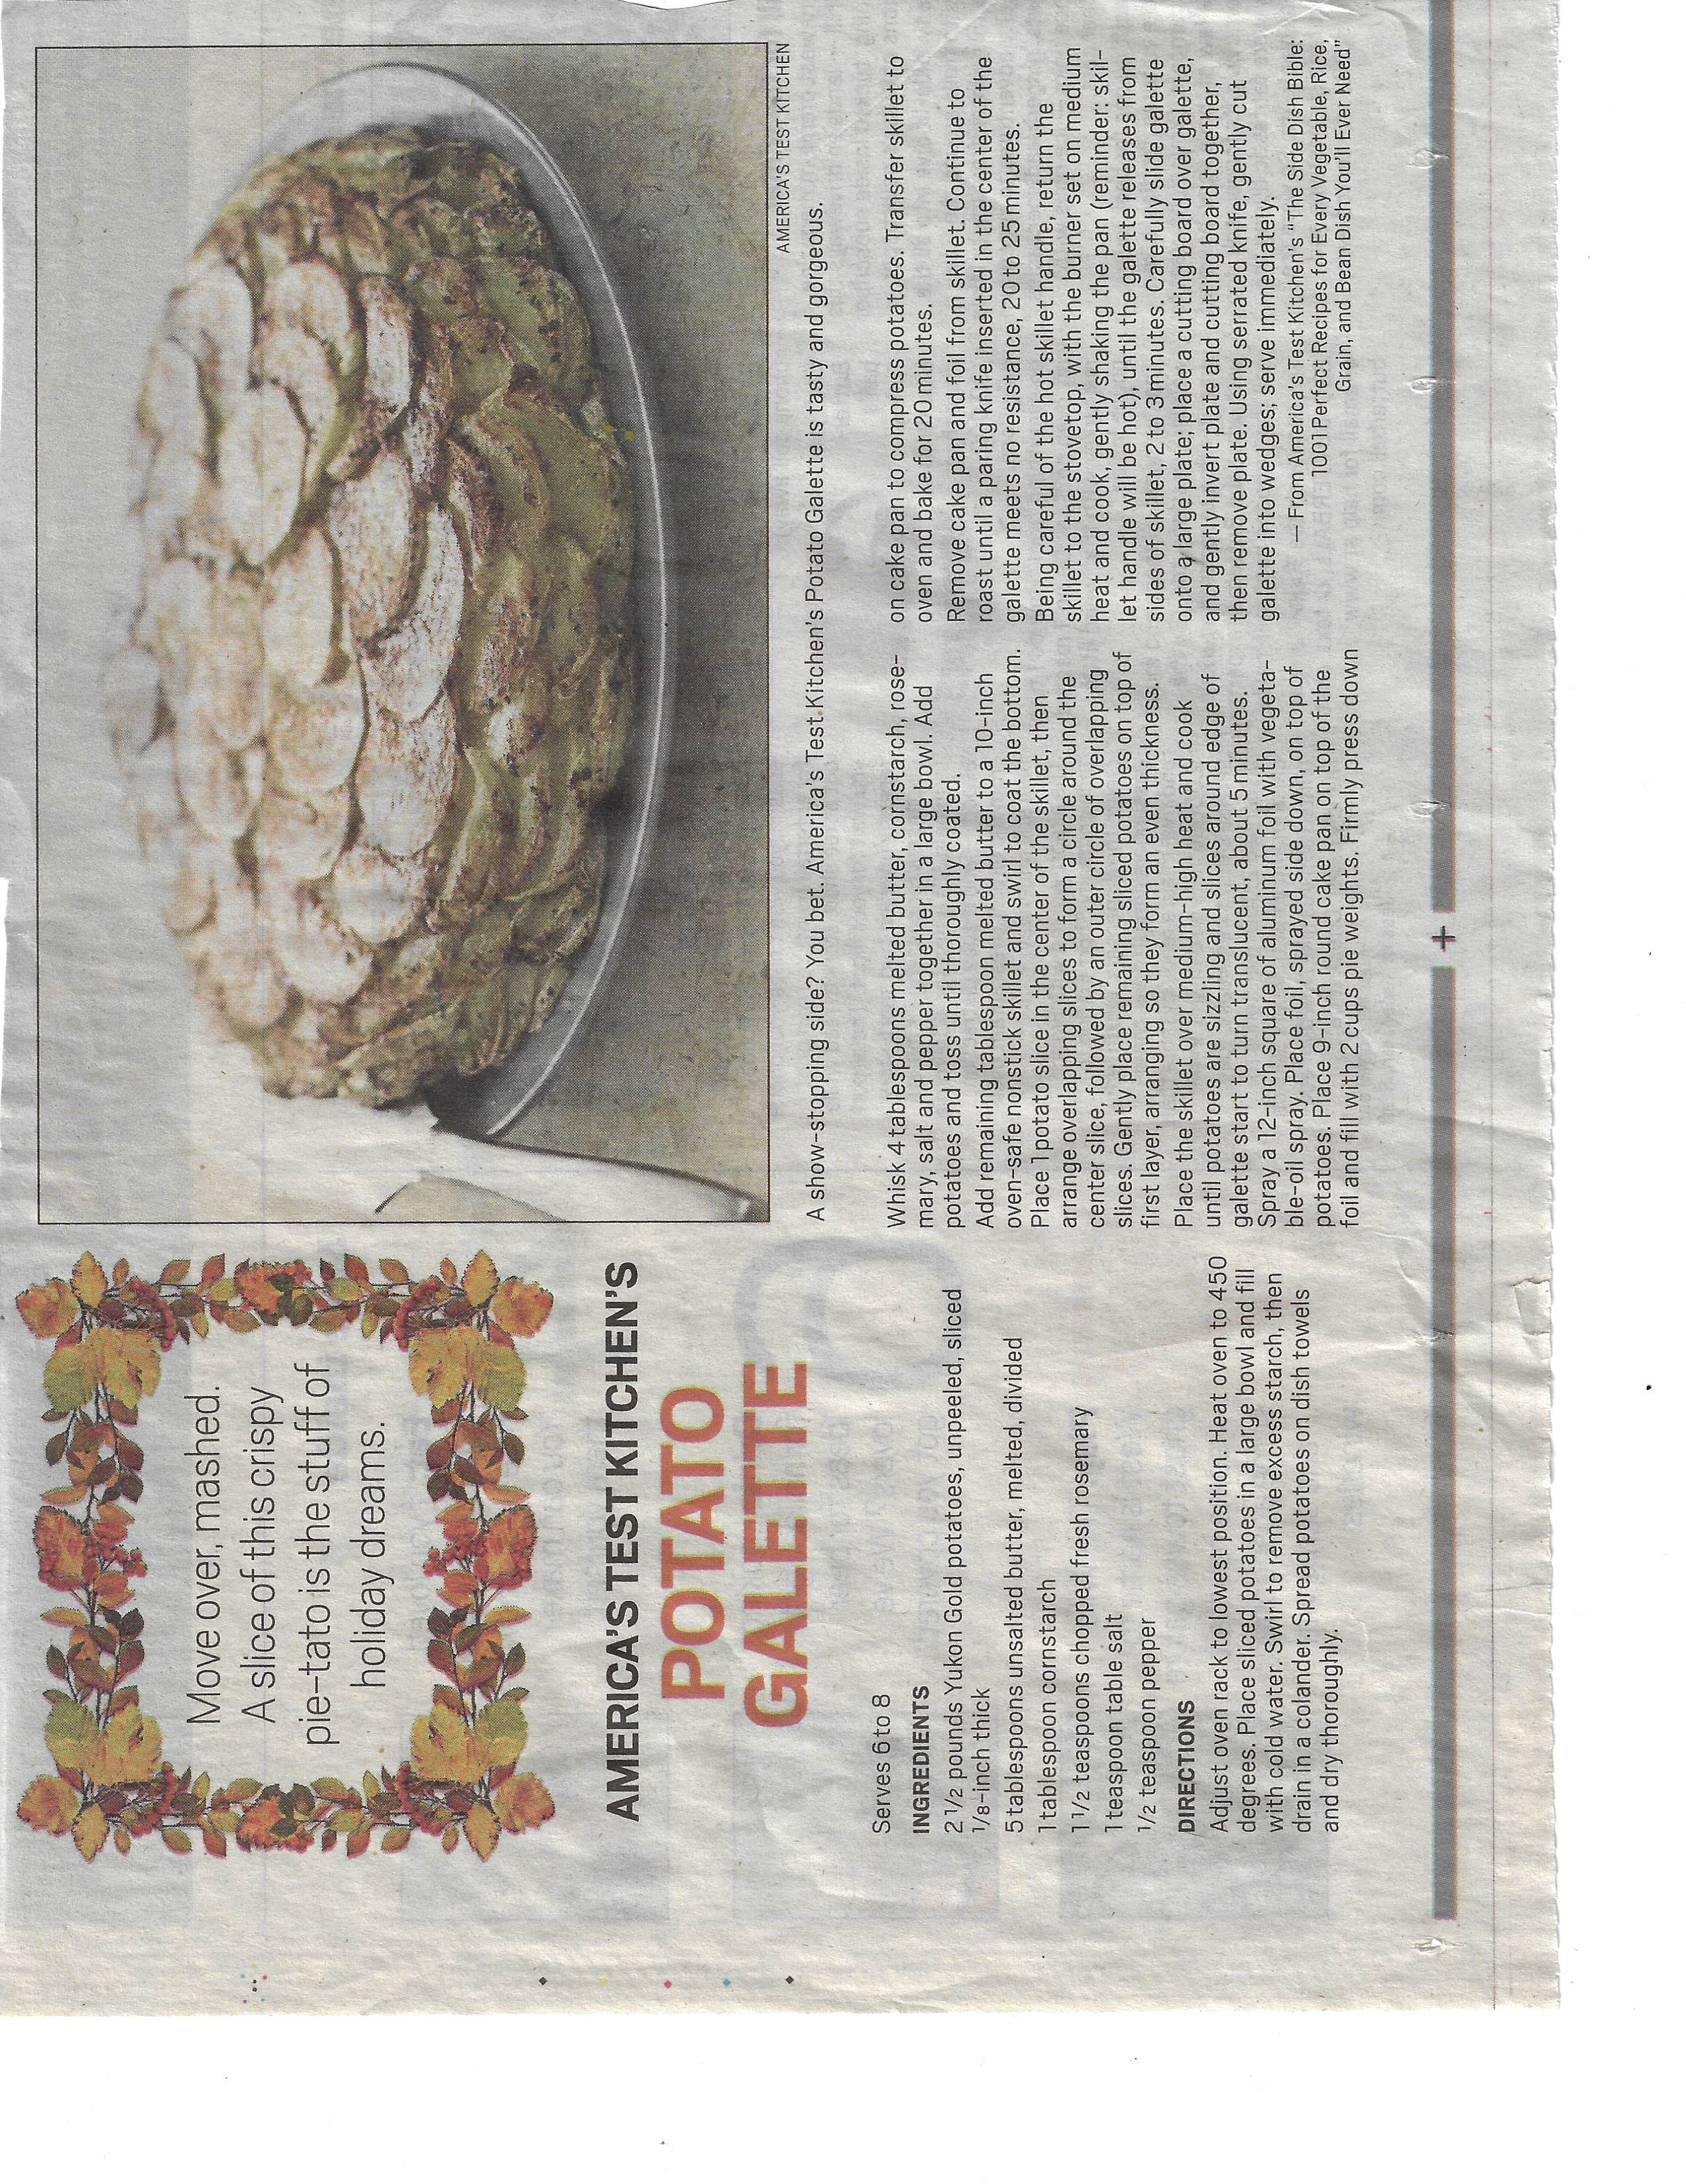 Move over, mashed.
A slice of this crispy
pie-tato is the stuff of
holiday dreams.
AMERICA'S TEST KITCHEN'S
POTATO
GALETTE
Serves 6 to 8
INGREDIENTS
2 1/2 pounds Yukon Gold potatoes, unpeeled, sliced
1/8-inch thick
5 tablespoons unsalted butter, melted, divided
1 tablespoon cornstarch
1 1/2 teaspoons chopped fresh rosemary
1 teaspoon table salt
1/2 teaspoon pepper
DIRECTIONS
Adjust oven rack to lowest position. Heat oven to 450
degrees. Place sliced potatoes in a large bowl and fill
with cold water. Swirl to remove excess starch, then
drain in a colander. Spread potatoes on dish towels
and dry thoroughly.
AMERICA'S TEST KITCHEN
A show-stopping side? You bet. America's Test Kitchen's Potato Galette is tasty and gorgeous.
Whisk 4 tablespoons melted butter, cornstarch, rose-
mary, salt and pepper together in a large bowl. Add
potatoes and toss until thoroughly coated.
Add remaining tablespoon melted butter to a 10-inch
oven-safe nonstick skillet and swirl to coat the bottom.
Place 1 potato slice in the center of the skillet, then
arrange overlapping slices to form a circle around the
center slice, followed by an outer circle of overlapping
slices. Gently place remaining sliced potatoes on top of
first layer, arranging so they form an even thickness.
Place the skillet over medium-high heat and cook
until potatoes are sizzling and slices around edge of
galette start to turn translucent, about 5 minutes.
Spray a 12-inch square of aluminum foil with vegeta-
ble-oil spray. Place foil, sprayed side down, on top of
potatoes. Place 9-inch round cake pan on top of the
foil and fill with 2 cups pie weights. Firmly press down
on cake pan to compress potatoes. Transfer skillet to
oven and bake for 20 minutes.
Remove cake pan and foil from skillet. Continue to
roast until a paring knife inserted in the center of the
galette meets no resistance, 20 to 25 minutes.
Being careful of the hot skillet handle, return the
skillet to the stovetop, with the burner set on medium
heat and cook, gently shaking the pan (reminder: skil-
let handle will be hot), until the galette releases from
sides of skillet, 2 to 3 minutes. Carefully slide galette
onto a large plate; place a cutting board over galette,
and gently invert plate and cutting board together,
then remove plate. Using serrated knife, gently cut
galette into wedges; serve immediately.
— From America's Test Kitchen's "The Side Dish Bible:
1001 Perfect Recipes for Every Vegetable, Rice,
Grain, and Bean Dish You'll Ever Need"